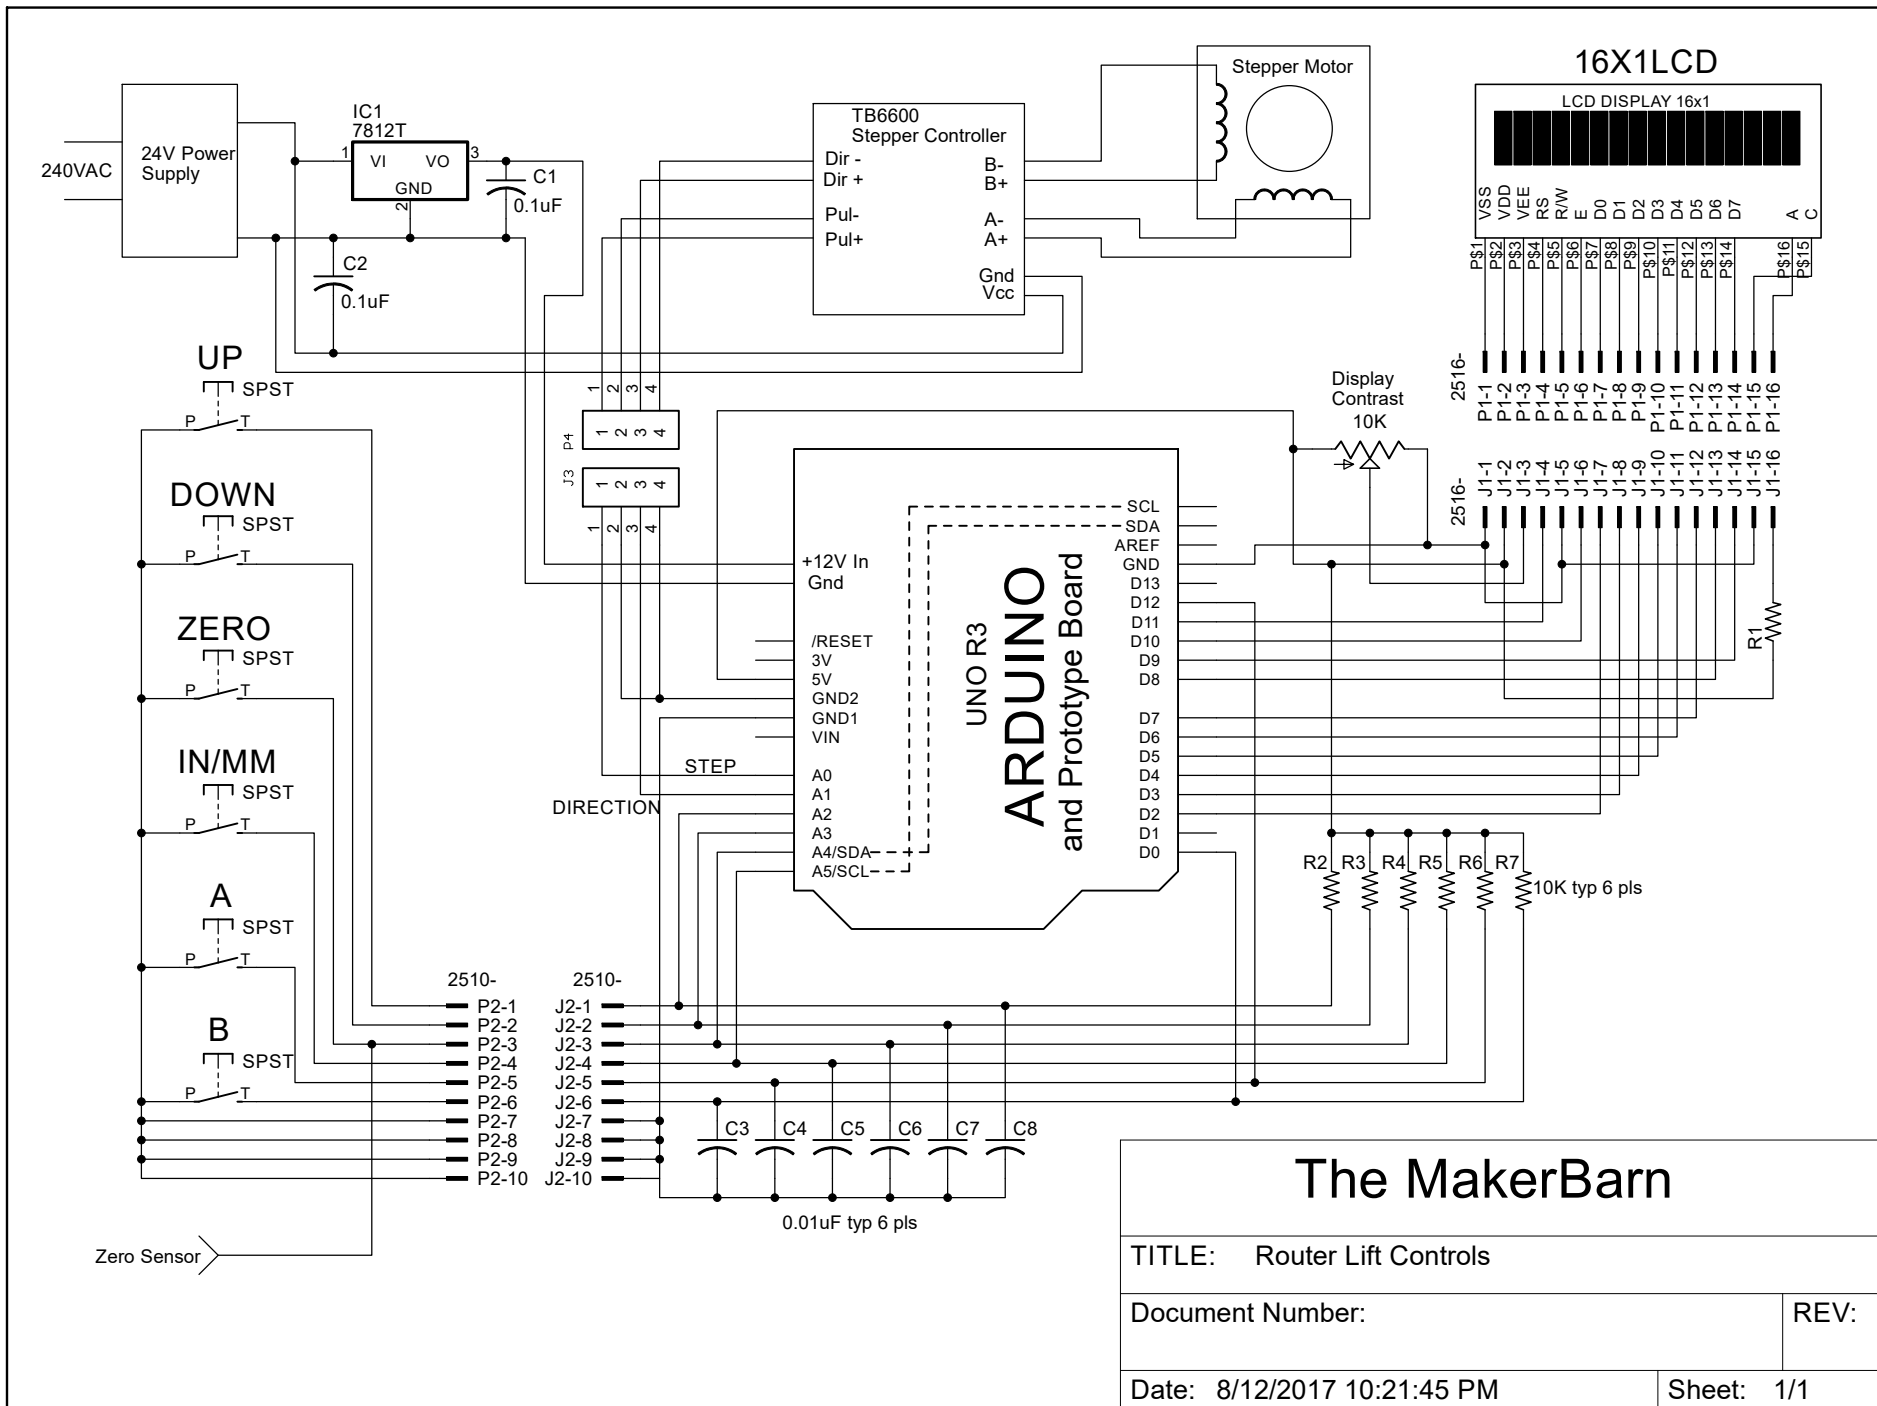 16X1LCD
LCD DISPLAY 16x1
VSS
VDD
VEE
RS
R/W
E
D0
D1
D2
D3
D4
D5
D6
D7
A
C
P$1
P$2
P$3
P$4
P$5
P$6
P$7
P$8
P$9
P$10
P$11
P$12
P$13
P$14
P$16
P$15
2516-
P1-1
P1-2
P1-3
P1-4
P1-5
P1-6
P1-7
P1-8
P1-9
P1-10
P1-11
P1-12
P1-13
P1-14
P1-15
P1-16
2516-
J1-1
J1-2
J1-3
J1-4
J1-5
J1-6
J1-7
J1-8
J1-9
J1-10
J1-11
J1-12
J1-13
J1-14
J1-15
J1-16
R1
240VAC
24V Power
Supply
IC1
7812T
1
VI
VO
3
GND
2
C1
0.1uF
C2
0.1uF
TB6600
Stepper Controller
Dir -
Dir +
Pul-
Pul+
B-
B+
A-
A+
Gnd
Vcc
Stepper Motor
Display
Contrast
10K
1
2
3
4
P4
1
2
3
4
J3
1
2
3
4
1
2
3
4
UP
SPST
P
T
DOWN
SPST
P
T
ZERO
SPST
P
T
IN/MM
SPST
P
T
A
SPST
P
T
B
SPST
P
T
Zero Sensor
+12V In
Gnd
/RESET
3V
5V
GND2
GND1
VIN
A0
A1
A2
A3
A4/SDA
A5/SCL
STEP
DIRECTION
UNO R3
ARDUINO
and Prototype Board
SCL
SDA
AREF
GND
D13
D12
D11
D10
D9
D8
D7
D6
D5
D4
D3
D2
D1
D0
R2
R3
R4
R5
R6
R7
10K typ 6 pls
2510-
P2-1
P2-2
P2-3
P2-4
P2-5
P2-6
P2-7
P2-8
P2-9
P2-10
2510-
J2-1
J2-2
J2-3
J2-4
J2-5
J2-6
J2-7
J2-8
J2-9
J2-10
C3
C4
C5
C6
C7
C8
0.01uF typ 6 pls
The MakerBarn
TITLE: Router Lift Controls
Document Number:
REV:
Date: 8/12/2017 10:21:45 PM
Sheet: 1/1